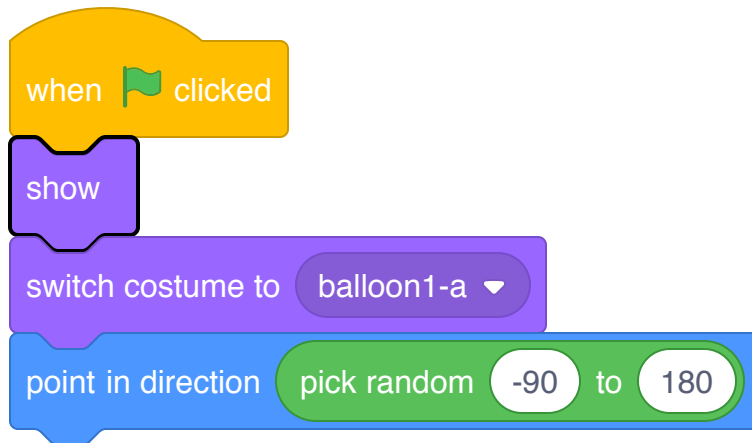 when clicked
show
switch costume to balloon1-a
point in direction pick random -90 to 180